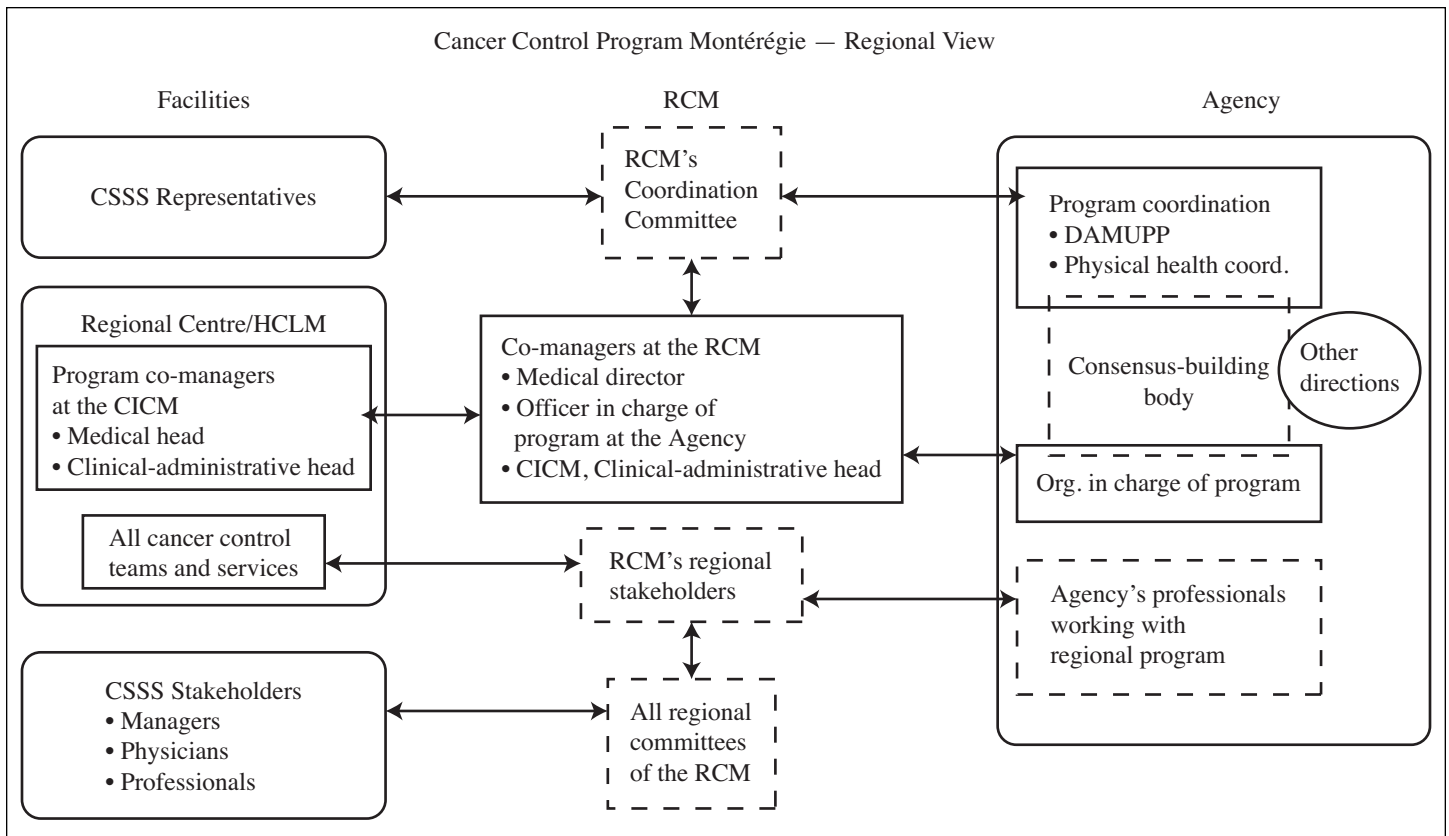 Cancer Control Program Montérégie — Regional View
Facilities
RCM
Agency
CSSS Representatives
RCM's
Coordination
Committee
Program coordination
• DAMUPP
• Physical health coord.
Regional Centre/HCLM
Program co-managers
at the CICM
• Medical head
• Clinical-administrative head
Co-managers at the RCM
• Medical director
• Officer in charge of
program at the Agency
• CICM, Clinical-administrative head
Consensus-building
body
Other
directions
Org. in charge of program
All cancer control
teams and services
RCM's regional
stakeholders
Agency's professionals
working with
regional program
CSSS Stakeholders
• Managers
• Physicians
• Professionals
All regional
committees
of the RCM